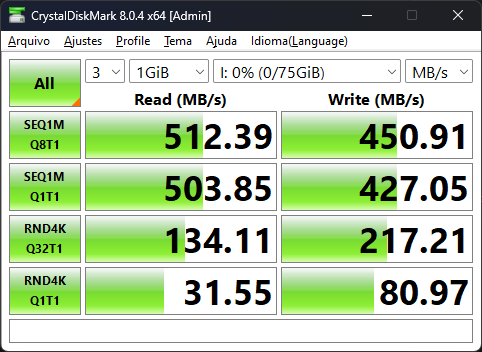 CrystalDiskMark 8.0.4 x64 [Admin]
Arquivo Ajustes Profile Tema Ajuda Idioma(Language)
All 3 1GiB I: 0% (0/75GiB) MB/s
Read (MB/s) Write (MB/s)
SEQ1M
Q8T1 512.39 450.91
SEQ1M
Q1T1 503.85 427.05
RND4K
Q32T1 134.11 217.21
RND4K
Q1T1 31.55 80.97